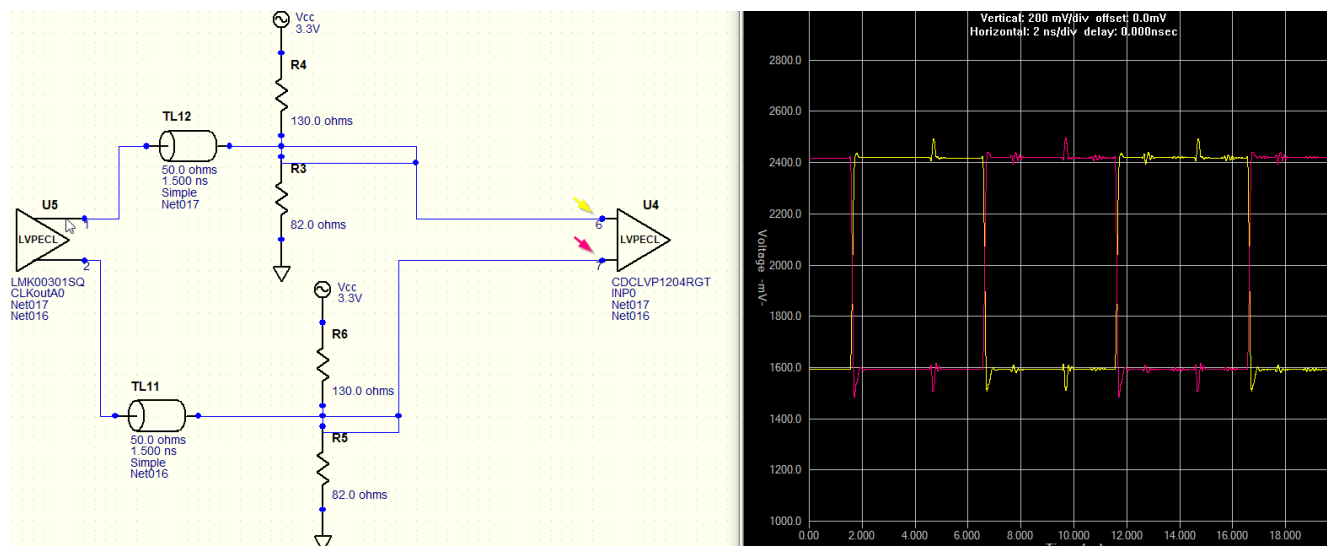 Vcc
3.3V
R4
130.0 ohms
TL12
50.0 ohms
1.500 ns
Simple
Net017
R3
82.0 ohms
U5
1
LVPECL
2
LMK00301SQ
CLKoutA0
Net017
Net016
U4
6
LVPECL
7
CDCLVP1204RGT
INP0
Net017
Net016
Vcc
3.3V
R6
130.0 ohms
TL11
50.0 ohms
1.500 ns
Simple
Net016
R5
82.0 ohms
Vertical: 200 mV/div offset: 0.0mV
Horizontal: 2 ns/div delay: 0.000nsec
2800.0
2600.0
2400.0
2200.0
2000.0
1800.0
1600.0
1400.0
1200.0
1000.0
Voltage -mV-
0.00 2.000 4.000 6.000 8.000 10.000 12.000 14.000 16.000 18.000